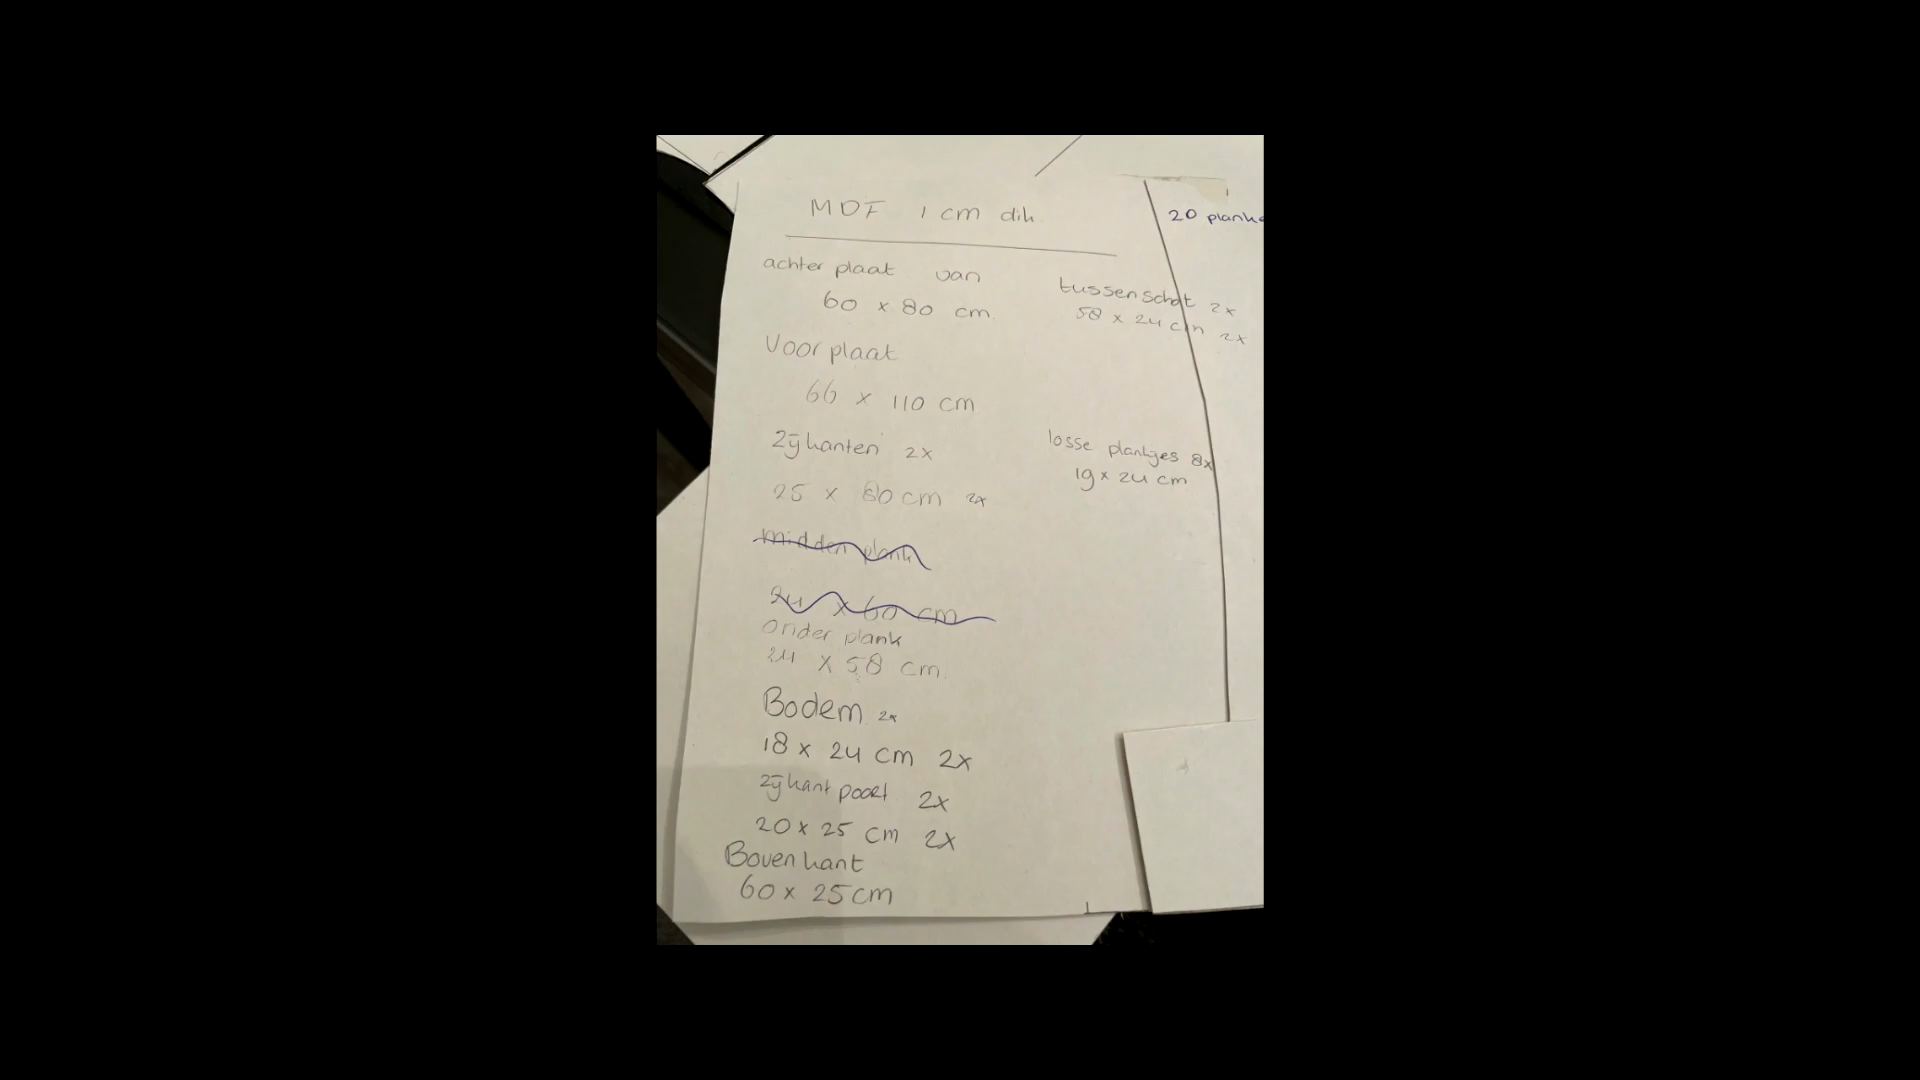 MDF 1 cm dik
achter plaat van
60 x 80 cm
Voor plaat
66 x 110 cm
Zijkanten 2x
25 x 80 cm 2x
midden plank
24 x 60 cm
onder plank
24 x 58 cm
Bodem 2x
18 x 24 cm 2x
zijkant poort 2x
20 x 25 cm 2x
Bovenkant
60 x 25 cm
tussenschot 2x
58 x 24 cm 2x
losse plankjes 8x
19 x 24 cm
20 planke